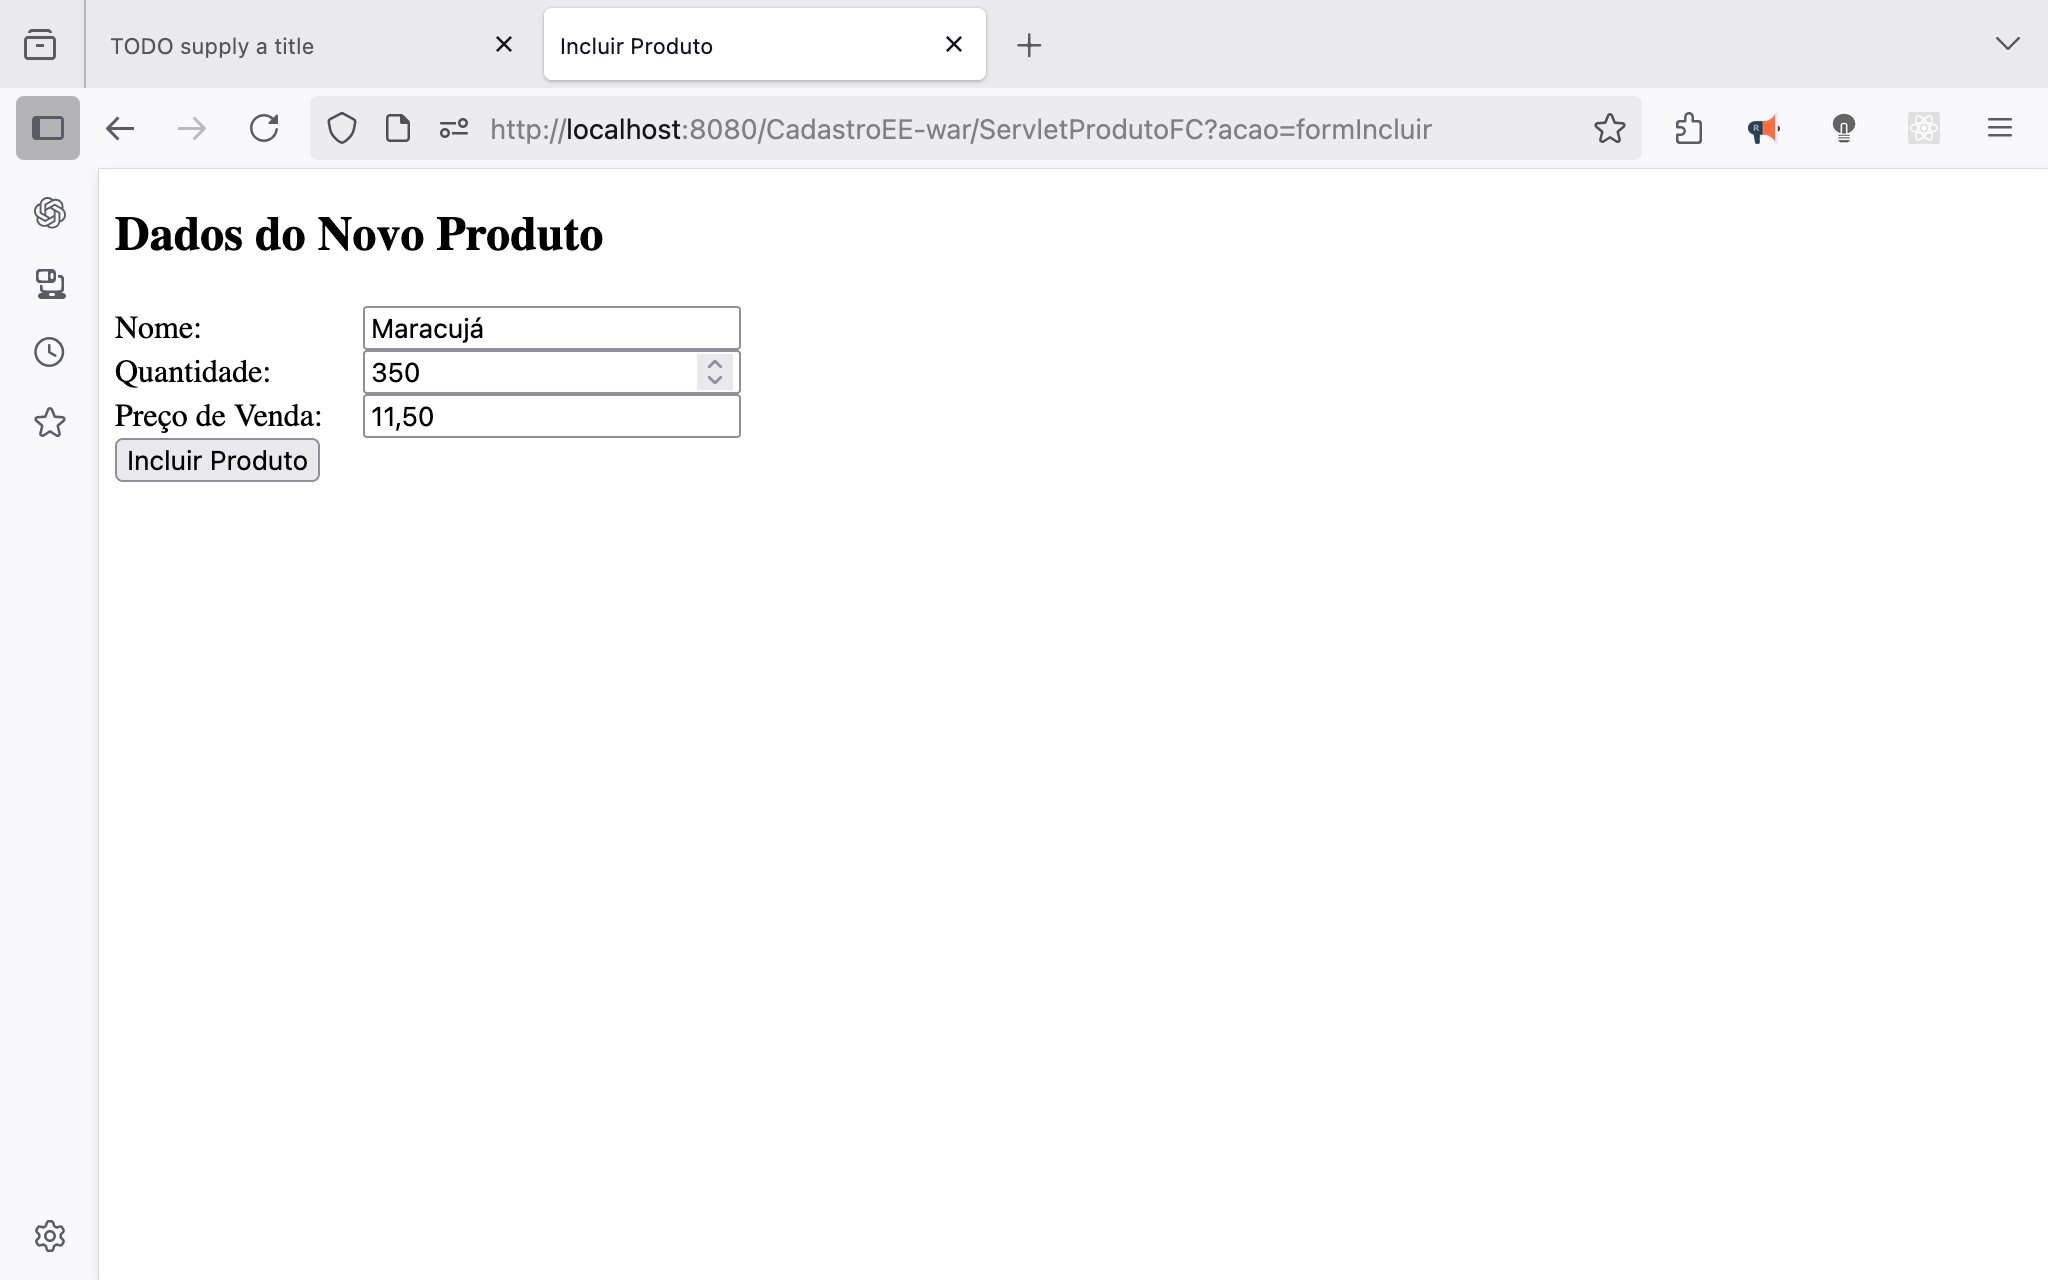 TODO supply a title
Incluir Produto
http://localhost:8080/CadastroEE-war/ServletProdutoFC?acao=formIncluir
Dados do Novo Produto
Nome: Maracujá
Quantidade: 350
Preço de Venda: 11,50
Incluir Produto